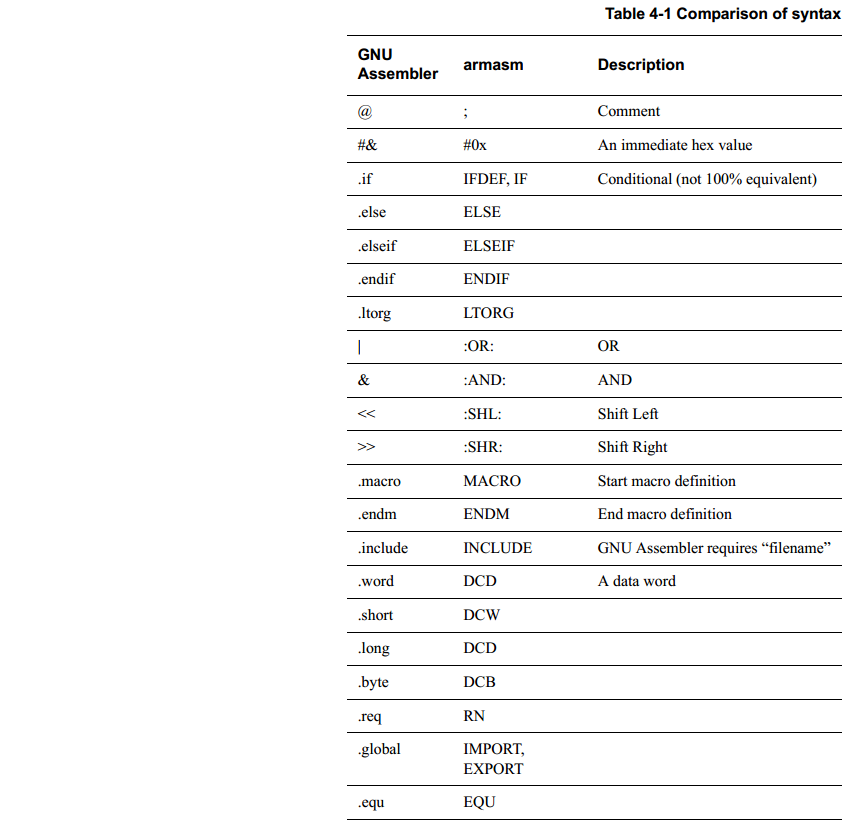 Table 4-1 Comparison of syntax
GNU Assembler armasm Description
@ ; Comment
#& #0x An immediate hex value
.if IFDEF, IF Conditional (not 100% equivalent)
.else ELSE
.elseif ELSEIF
.endif ENDIF
.ltorg LTORG
| :OR: OR
& :AND: AND
<< :SHL: Shift Left
>> :SHR: Shift Right
.macro MACRO Start macro definition
.endm ENDM End macro definition
.include INCLUDE GNU Assembler requires “filename”
.word DCD A data word
.short DCW
.long DCD
.byte DCB
.req RN
.global IMPORT,
EXPORT
.equ EQU